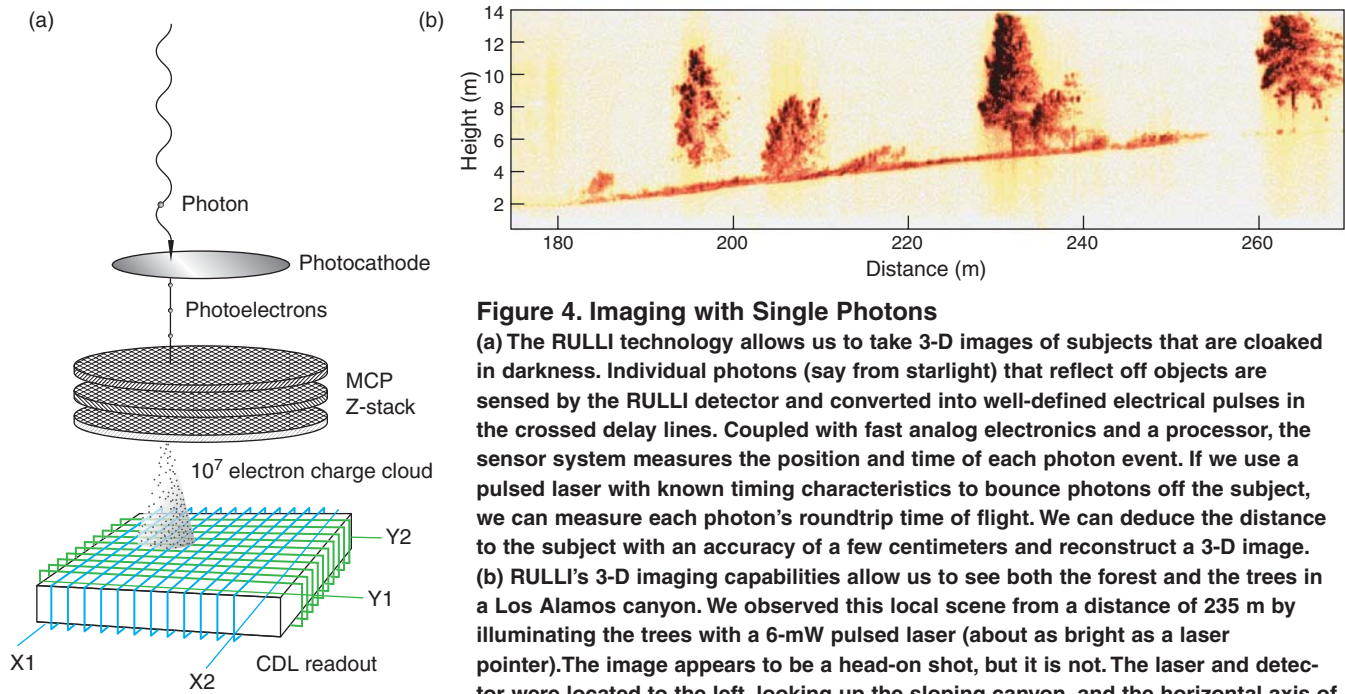 (a)
Photon
Photocathode
Photoelectrons
MCP
Z-stack
10⁷ electron charge cloud
Y2
Y1
X1
X2
CDL readout
(b)
Height (m)
14
12
10
8
6
4
2
180
200
220
240
260
Distance (m)
Figure 4. Imaging with Single Photons
(a) The RULLI technology allows us to take 3-D images of subjects that are cloaked
in darkness. Individual photons (say from starlight) that reflect off objects are
sensed by the RULLI detector and converted into well-defined electrical pulses in
the crossed delay lines. Coupled with fast analog electronics and a processor, the
sensor system measures the position and time of each photon event. If we use a
pulsed laser with known timing characteristics to bounce photons off the subject,
we can measure each photon's roundtrip time of flight. We can deduce the distance
to the subject with an accuracy of a few centimeters and reconstruct a 3-D image.
(b) RULLI's 3-D imaging capabilities allow us to see both the forest and the trees in
a Los Alamos canyon. We observed this local scene from a distance of 235 m by
illuminating the trees with a 6-mW pulsed laser (about as bright as a laser
pointer).The image appears to be a head-on shot, but it is not. The laser and detec-
tor were located to the left, looking up the sloping canyon, and the horizontal axis of